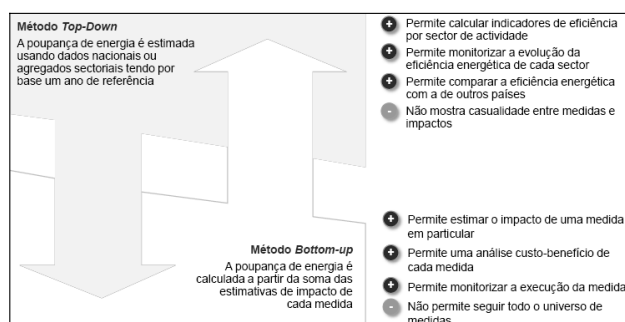 Método Top-Down
A poupança de energia é estimada
usando dados nacionais ou
agregados sectoriais tendo por
base um ano de referência
Permite calcular indicadores de eficiência
por sector de actividade
Permite monitorizar a evolução da
eficiência energética de cada sector
Permite comparar a eficiência energética
com a de outros países
Não mostra casualidade entre medidas e
impactos
Método Bottom-up
A poupança de energia é
calculada a partir da soma das
estimativas de impacto de
cada medida
Permite estimar o impacto de uma medida
em particular
Permite uma análise custo-benefício de
cada medida
Permite monitorizar a execução da medida
Não permite seguir todo o universo de
medidas